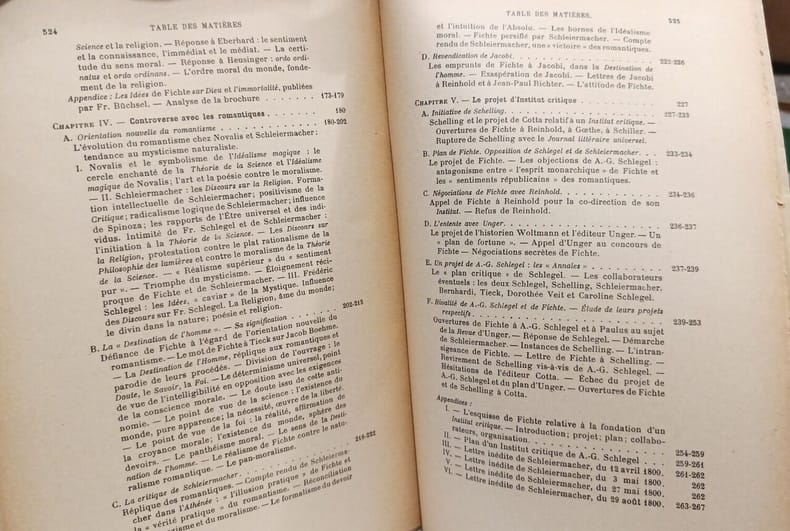 524
TABLE DES MATIÈRES
Science et la religion. — Réponse à Eberhard : le sentiment
et la connaissance, l'immédiat et le médiat. — La certi-
tude du sens moral. — Réponse à Reusinger : ordo ordi-
natus et ordo ordinans. — L'ordre moral du monde, fonde-
ment de la religion.
Appendice : Les Idées de Fichte sur Dieu et l'immortalité, publiées
par Fr. Büchsel. — Analyse de la brochure . . . . . . 173-179
CHAPITRE IV. — Controverse avec les romantiques. . . . . . 180
A. Orientation nouvelle du romantisme . . . . . . . . . 180-202
L'évolution du romantisme chez Novalis et Schleiermacher :
tendance au mysticisme naturaliste.
I. Novalis et le symbolisme de l'Idéalisme magique : le
cercle enchanté de la Théorie de la Science et l'Idéalisme
magique de Novalis; l'art et la poésie contre le moralisme.
— II. Schleiermacher : les Discours sur la Religion. Forma-
tion intellectuelle de Schleiermacher; positivisme de la
Critique; radicalisme logique de Schleiermacher; influence
de Spinoza; les rapports de l'Être universel et des indi-
vidus. Intimité de Fr. Schlegel et de Schleiermacher :
l'initiation à la Théorie de la Science. — Les Discours sur
la Religion, protestation contre le plat rationalisme de la
Philosophie des lumières et contre le moralisme de la Théorie
de la Science. — « Réalisme supérieur » du « sentiment
pur ». — Triomphe du mysticisme. — Éloignement réci-
proque de Fichte et de Schleiermacher. — III. Frédéric
Schlegel : les Idées, « caviar » de la Mystique. Influence
des Discours sur Fr. Schlegel. La Religion, âme du monde;
le divin dans la nature; poésie et religion.
B. La « Destination de l'homme ». — Sa signification . . . . 202-215
Défiance de Fichte à l'égard de l'orientation nouvelle du
romantisme. — Le mot de Fichte à Tieck sur Jacob Boehme.
— La Destination de l'Homme, réplique aux romantiques et
parodie de leurs procédés. — Division de l'ouvrage : le
Doute, le Savoir, la Foi. — Le déterminisme universel, point
de vue de l'intelligibilité en opposition avec les exigences
de la conscience morale. — Le doute issu de cette anti-
nomie. — Le point de vue de la science : l'existence du
monde, pure apparence; la nécessité, œuvre de la liberté.
— Le point de vue de la foi : la réalité, affirmation de
la croyance morale; l'existence du monde, sphère des
devoirs. — Le panthéisme moral. — Le sens de la Desti-
nation de l'homme. — Le réalisme de Fichte contre le natu-
ralisme romantique. — Le pan-moralisme.
C. La critique de Schleiermacher . . . . . . . . 216-222
Réplique des romantiques. — Compte rendu de Schleierma-
cher dans l'Athénée : « l'illusion pratique » de Fichte et
la « vérité pratique » du romantisme. — Réconciliation
et du moralisme. — Le formalisme du devoir
TABLE DES MATIÈRES.
525
et l'intuition de l'Absolu. — Les bornes de l'Idéalisme
moral. — Fichte persiflé par Schleiermacher. — Compte
rendu de Schleiermacher, une « victoire » des romantiques.
D. Revendication de Jacobi. . . . . . . . . . . . . . 222-226
Les emprunts de Fichte à Jacobi, dans la Destination de
l'homme. — Exaspération de Jacobi. — Lettres de Jacobi
à Reinhold et à Jean-Paul Richter. — L'attitude de Fichte.
CHAPITRE V. — Le projet d'Institut critique . . . . . . . . 227
A. Initiative de Schelling. . . . . . . . . . . . . . 227-233
Schelling et le projet de Cotta relatif à un Institut critique. —
Ouvertures de Fichte à Reinhold, à Gœthe, à Schiller. —
Rupture de Schelling avec le Journal littéraire universel.
B. Plan de Fichte. Opposition de Schlegel et de Schleiermacher. . . 233-234
Le projet de Fichte. — Les objections de A.-G. Schlegel :
antagonisme entre « l'esprit monarchique » de Fichte et
les « sentiments républicains » des romantiques.
C. Négociations de Fichte avec Reinhold. . . . . . . . . 234-236
Appel de Fichte à Reinhold pour la co-direction de son
Institut. — Refus de Reinhold.
D. L'entente avec Unger. . . . . . . . . . . . . . . 236-237
Le projet de l'historien Woltmann et l'éditeur Unger. — Un
« plan de fortune ». — Appel d'Unger au concours de
Fichte — Négociations secrètes de Fichte.
E. Un projet de A.-G. Schlegel : les « Annales » . . . . . . 237-239
Le « plan critique » de Schlegel. — Les collaborateurs
éventuels : les deux Schlegel, Schelling, Schleiermacher,
Bernhardi, Tieck, Dorothée Veit et Caroline Schlegel.
F. Rivalité de A.-G. Schlegel et de Fichte. — Étude de leurs projets
respectifs. . . . . . . . . . . . . . . . . . . 239-253
Ouvertures de Fichte à A.-G. Schlegel et à Paulus au sujet
de la Revue d'Unger. — Réponse de Schlegel. — Démarche
de Schleiermacher. — Instances de Schelling. — L'intran-
sigeance de Fichte. — Lettre de Fichte à Schelling. —
Revirement de Schelling vis-à-vis de A.-G. Schlegel. —
Hésitations de l'éditeur Cotta. — Échec du projet de
A.-G. Schlegel et du plan d'Unger. — Ouvertures de Fichte
et de Schelling à Cotta.
Appendices :
I. — L'esquisse de Fichte relative à la fondation d'un
Institut critique. — Introduction; projet; plan; collabo-
rateurs, organisation. . . . . . . . . . . . . 254-259
II. — Plan d'un Institut critique de A.-G. Schlegel . . . . 259-261
III. — Lettre inédite de Schleiermacher, du 12 avril 1800. 261-262
IV. — Lettre inédite de Schleiermacher, du 3 mai 1800. 262
V. — Lettre inédite de Schleiermacher, du 27 mai 1800. 262
VI. — Lettre inédite de Schleiermacher, du 29 août 1800. 263-267